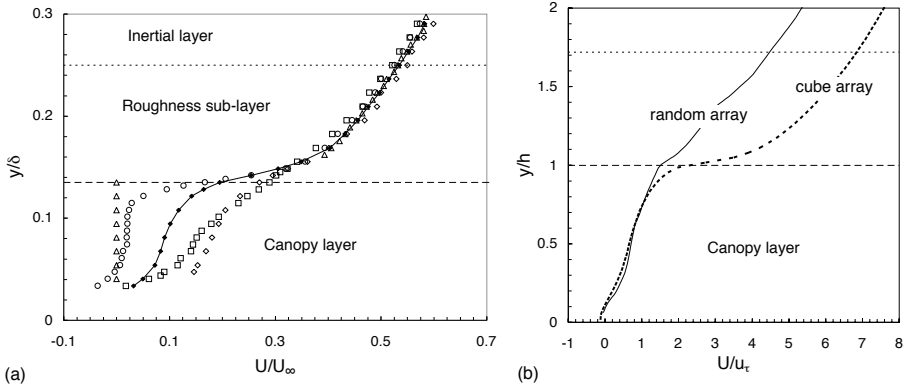 0.3
Inertial layer
Roughness sub-layer
0.2
y/δ
0.1
Canopy layer
0
-0.1
0.1
0.3
0.5
0.7
U/U∞
(a)
2
1.5
cube array
random array
y/h
1
Canopy layer
0.5
0
-1
0
1
2
3
4
5
6
7
8
U/uτ
(b)